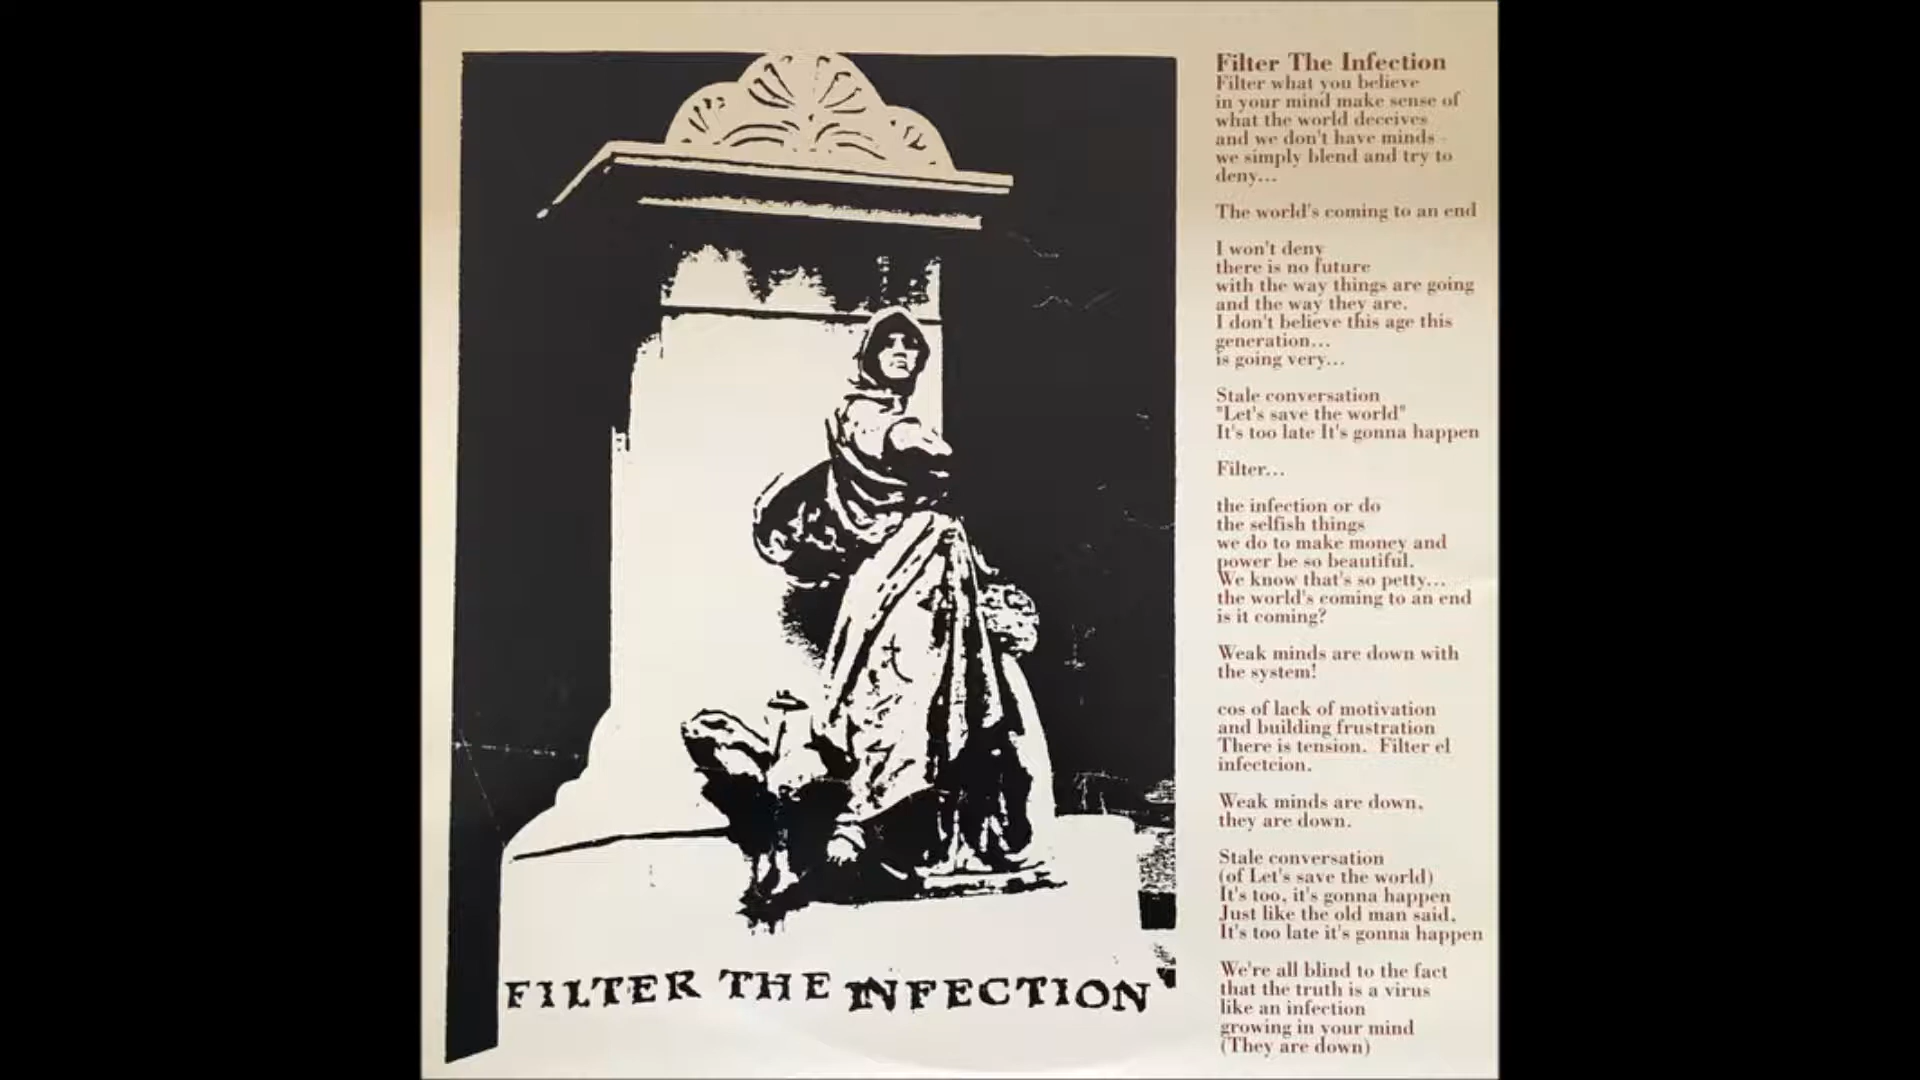 FILTER THE INFECTION
Filter The Infection
Filter what you believe
in your mind make sense of
what the world deceives
and we don't have minds -
we simply blend and try to
deny...
The world's coming to an end
I won't deny
there is no future
with the way things are going
and the way they are.
I don't believe this age this
generation...
is going very...
Stale conversation
"Let's save the world"
It's too late It's gonna happen
Filter...
the infection or do
the selfish things
we do to make money and
power be so beautiful.
We know that's so petty...
the world's coming to an end
is it coming?
Weak minds are down with
the system!
cos of lack of motivation
and building frustration
There is tension. Filter el
infectcion.
Weak minds are down,
they are down.
Stale conversation
(of Let's save the world)
It's too, it's gonna happen
Just like the old man said,
It's too late it's gonna happen
We're all blind to the fact
that the truth is a virus
like an infection
growing in your mind
(They are down)